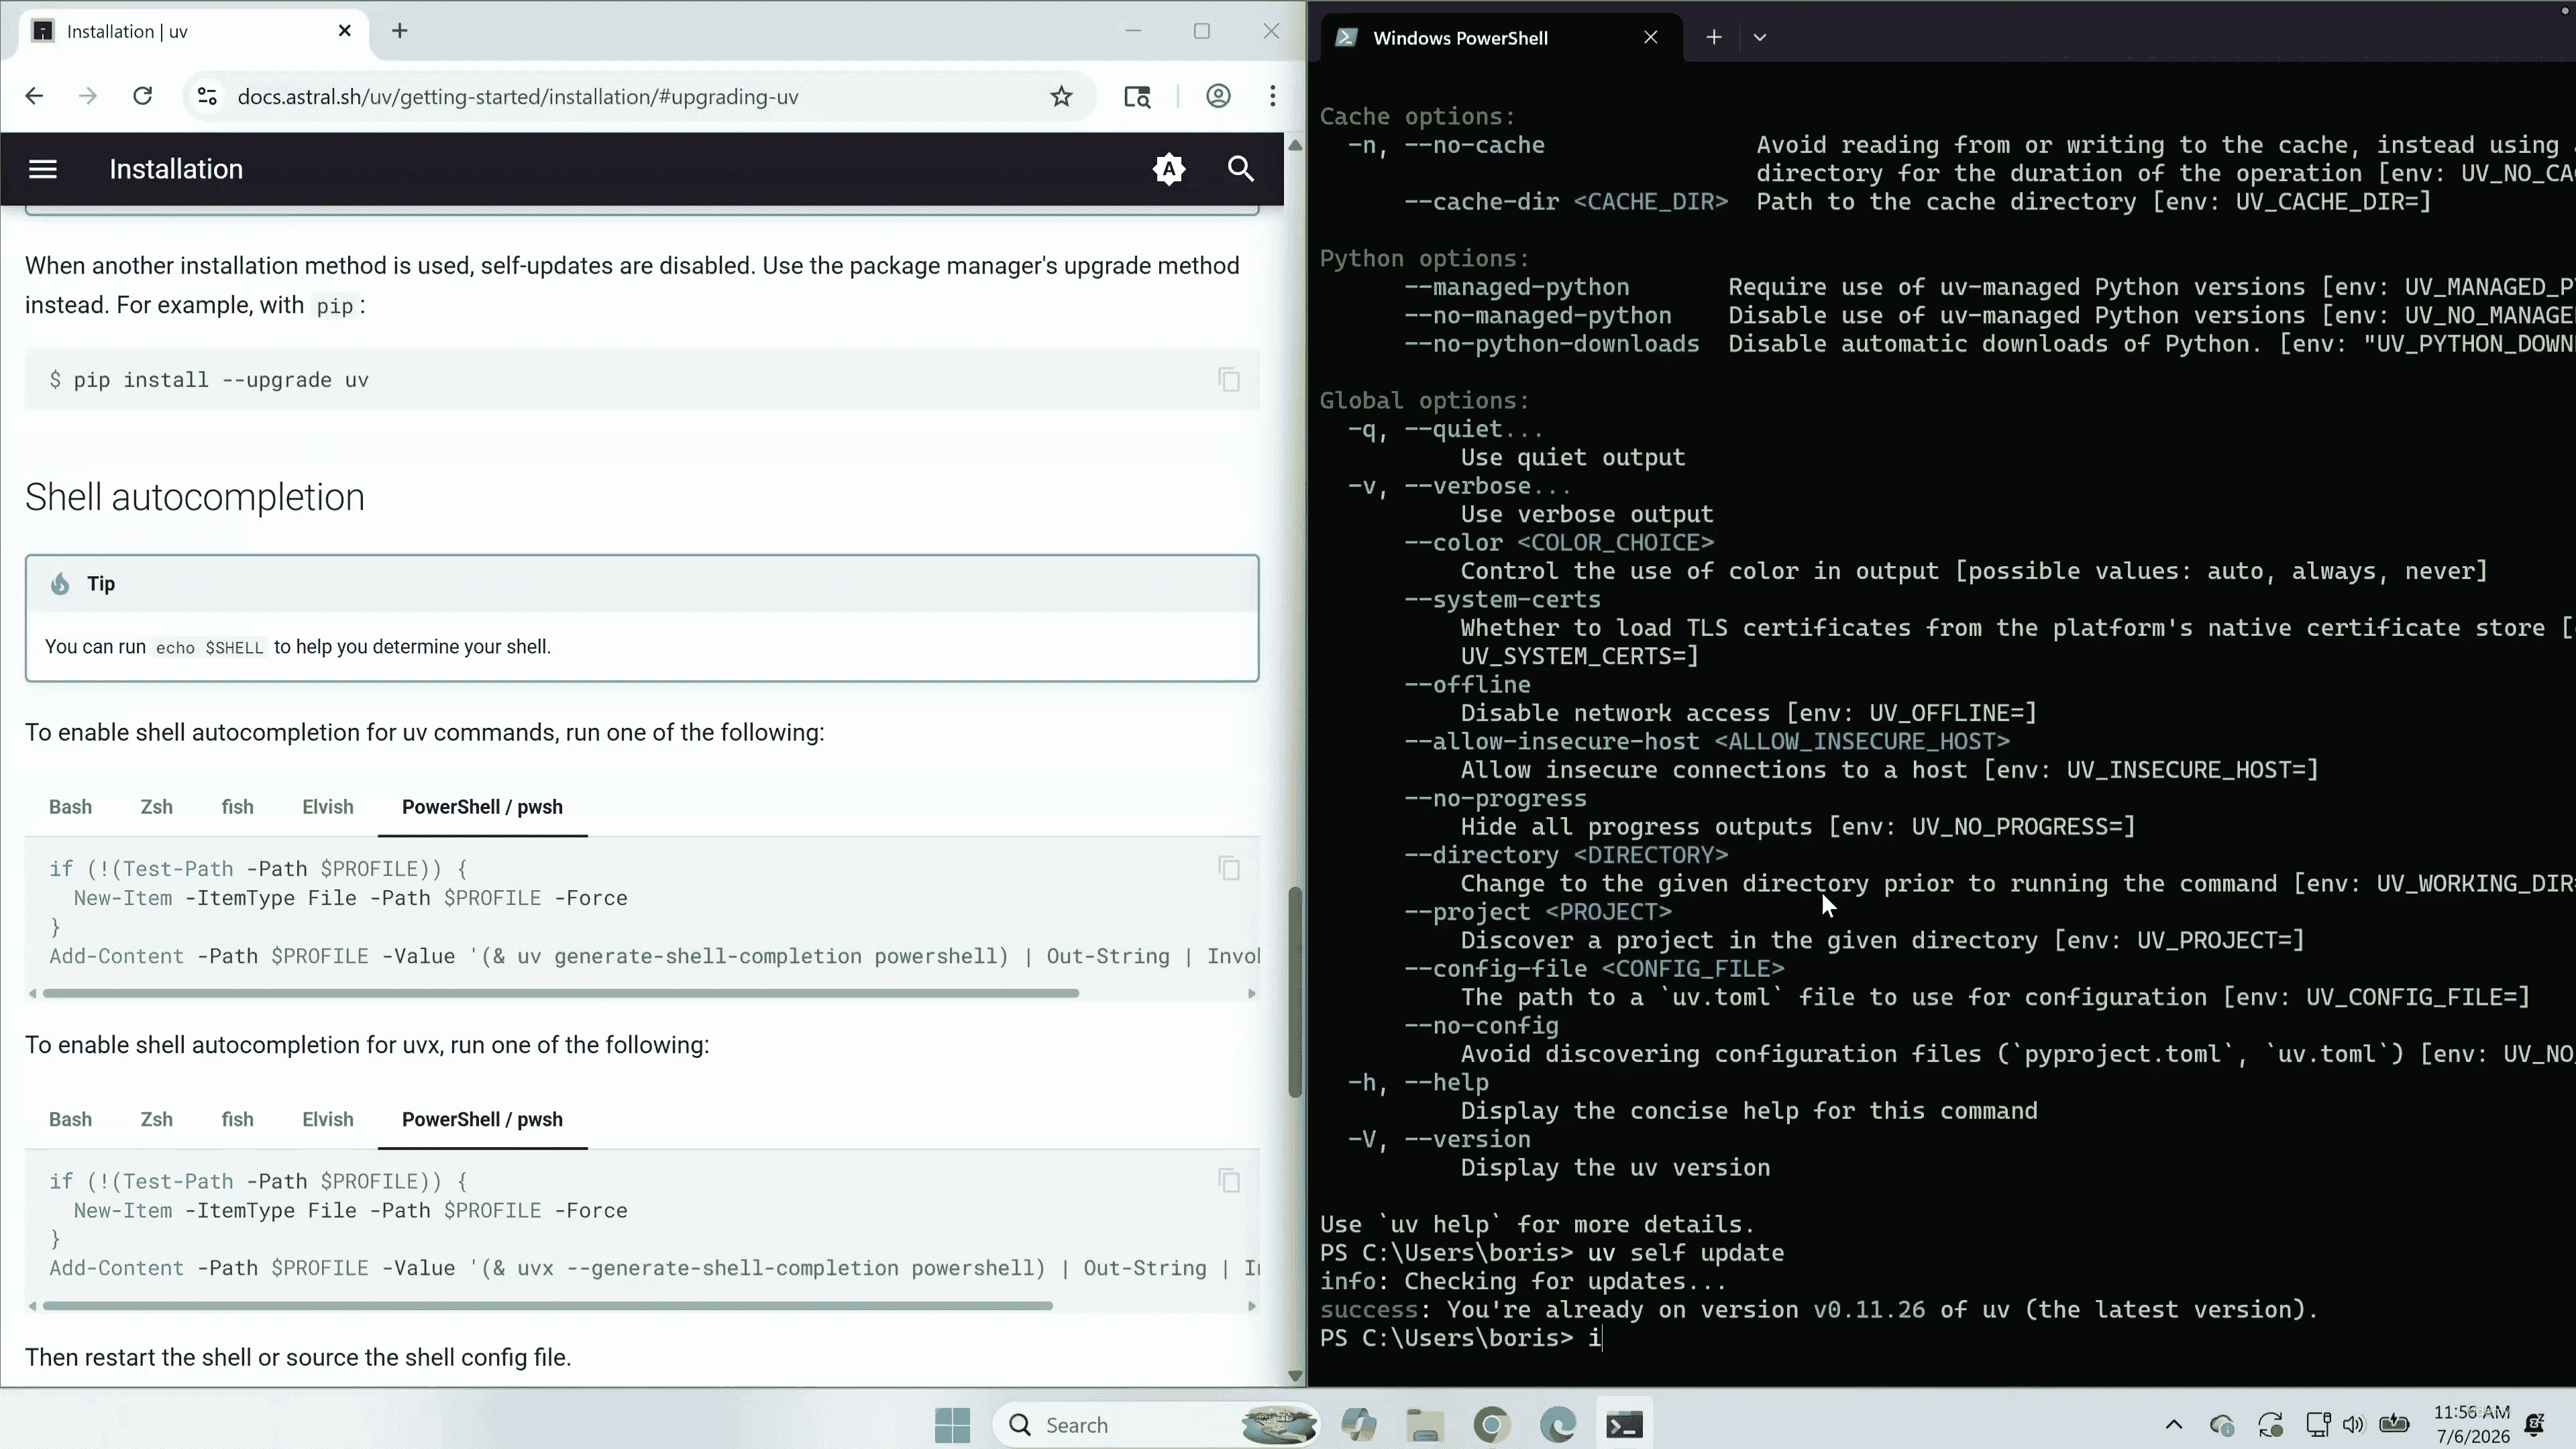 Installation | uv
docs.astral.sh/uv/getting-started/installation/#upgrading-uv
Installation
When another installation method is used, self-updates are disabled. Use the package manager's upgrade method
instead. For example, with pip:
$ pip install --upgrade uv
Shell autocompletion
Tip
You can run echo $SHELL to help you determine your shell.
To enable shell autocompletion for uv commands, run one of the following:
Bash Zsh fish Elvish PowerShell / pwsh
if (!(Test-Path -Path $PROFILE)) {
New-Item -ItemType File -Path $PROFILE -Force
}
Add-Content -Path $PROFILE -Value '(& uv generate-shell-completion powershell) | Out-String | Invo
To enable shell autocompletion for uvx, run one of the following:
Bash Zsh fish Elvish PowerShell / pwsh
if (!(Test-Path -Path $PROFILE)) {
New-Item -ItemType File -Path $PROFILE -Force
}
Add-Content -Path $PROFILE -Value '(& uvx --generate-shell-completion powershell) | Out-String | I
Then restart the shell or source the shell config file.
Windows PowerShell
Cache options:
-n, --no-cache Avoid reading from or writing to the cache, instead using
directory for the duration of the operation [env: UV_NO_CA
--cache-dir <CACHE_DIR> Path to the cache directory [env: UV_CACHE_DIR=]
Python options:
--managed-python Require use of uv-managed Python versions [env: UV_MANAGED_P
--no-managed-python Disable use of uv-managed Python versions [env: UV_NO_MANAGE
--no-python-downloads Disable automatic downloads of Python. [env: "UV_PYTHON_DOWN
Global options:
-q, --quiet...
Use quiet output
-v, --verbose...
Use verbose output
--color <COLOR_CHOICE>
Control the use of color in output [possible values: auto, always, never]
--system-certs
Whether to load TLS certificates from the platform's native certificate store [
UV_SYSTEM_CERTS=]
--offline
Disable network access [env: UV_OFFLINE=]
--allow-insecure-host <ALLOW_INSECURE_HOST>
Allow insecure connections to a host [env: UV_INSECURE_HOST=]
--no-progress
Hide all progress outputs [env: UV_NO_PROGRESS=]
--directory <DIRECTORY>
Change to the given directory prior to running the command [env: UV_WORKING_DIR
--project <PROJECT>
Discover a project in the given directory [env: UV_PROJECT=]
--config-file <CONFIG_FILE>
The path to a `uv.toml` file to use for configuration [env: UV_CONFIG_FILE=]
--no-config
Avoid discovering configuration files (`pyproject.toml`, `uv.toml`) [env: UV_NO
-h, --help
Display the concise help for this command
-V, --version
Display the uv version
Use `uv help` for more details.
PS C:\Users\boris> uv self update
info: Checking for updates...
success: You're already on version v0.11.26 of uv (the latest version).
PS C:\Users\boris> i
Search
11:56 AM
7/6/2026